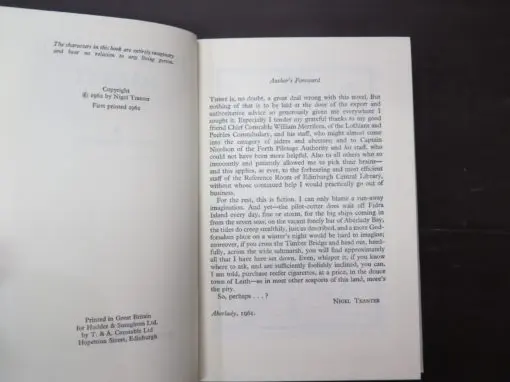 The characters in this book are entirely imaginary
and bear no relation to any living person.
Copyright
© 1962 by Nigel Tranter
First printed 1962
Printed in Great Britain
for Hodder & Stoughton Ltd.
by T. & A. Constable Ltd
Hopetoun Street, Edinburgh
Author's Foreword
THERE is, no doubt, a great deal wrong with this novel. But
nothing of that is to be laid at the door of the expert and
authoritative advice so generously given me everywhere I
sought it. Especially I tender my grateful thanks to my good
friend Chief Constable William Merrilees, of the Lothians and
Peebles Constabulary, and his staff, who might almost come
into the category of aiders and abettors; and to Captain
Morrison of the Forth Pilotage Authority and his staff, who
could not have been more helpful. Also to all others who so
innocently and patiently allowed me to pick their brains—
and this applies, as ever, to the forbearing and most efficient
staff of the Reference Room of Edinburgh Central Library,
without whose continued help I would practically go out of
business.
For the rest, this is fiction. I can only blame a run-away
imagination. And yet—the pilot-cutter does wait off Fidra
Island every day, fine or storm, for the big ships coming in
from the seven seas, on the vacant lonely bar of Aberlady Bay,
the tides do creep stealthily, just as described, and a more God-
forsaken place on a winter's night would be hard to imagine;
moreover, if you cross the Timber Bridge and hand out, heed-
fully, across the wide saltmarsh, you will find approximately
all that I have here set down. Even, whisper it, if you know
where to ask, and are sufficiently foolishly inclined, you can,
I am told, purchase reefer cigarettes, at a price, in the douce
town of Leith—as in most other seaports of this land, more's
the pity.
So, perhaps . . . ?
NIGEL TRANTER
Aberlady, 1961.